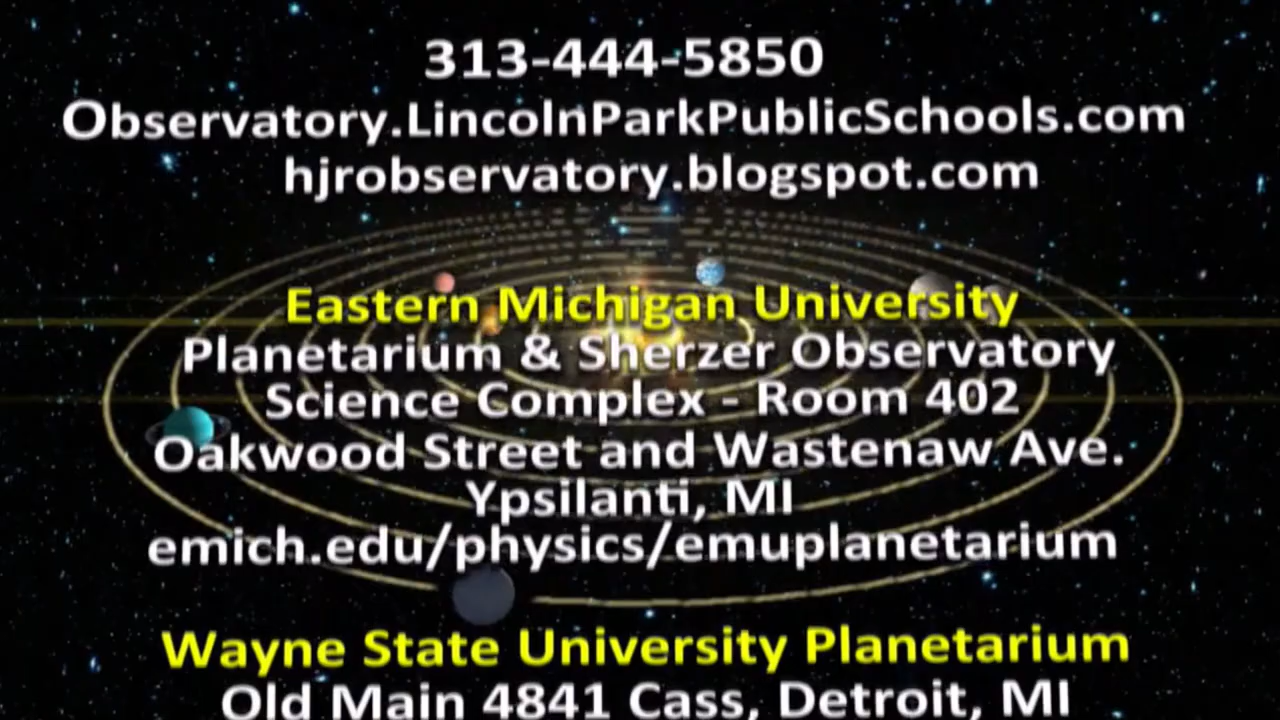 313-444-5850
Observatory.LincolnParkPublicSchools.com
hjrobservatory.blogspot.com
Eastern Michigan University
Planetarium & Sherzer Observatory
Science Complex - Room 402
Oakwood Street and Wastenaw Ave.
Ypsilanti, MI
emich.edu/physics/emuplanetarium
Wayne State University Planetarium
Old Main 4841 Cass, Detroit, MI